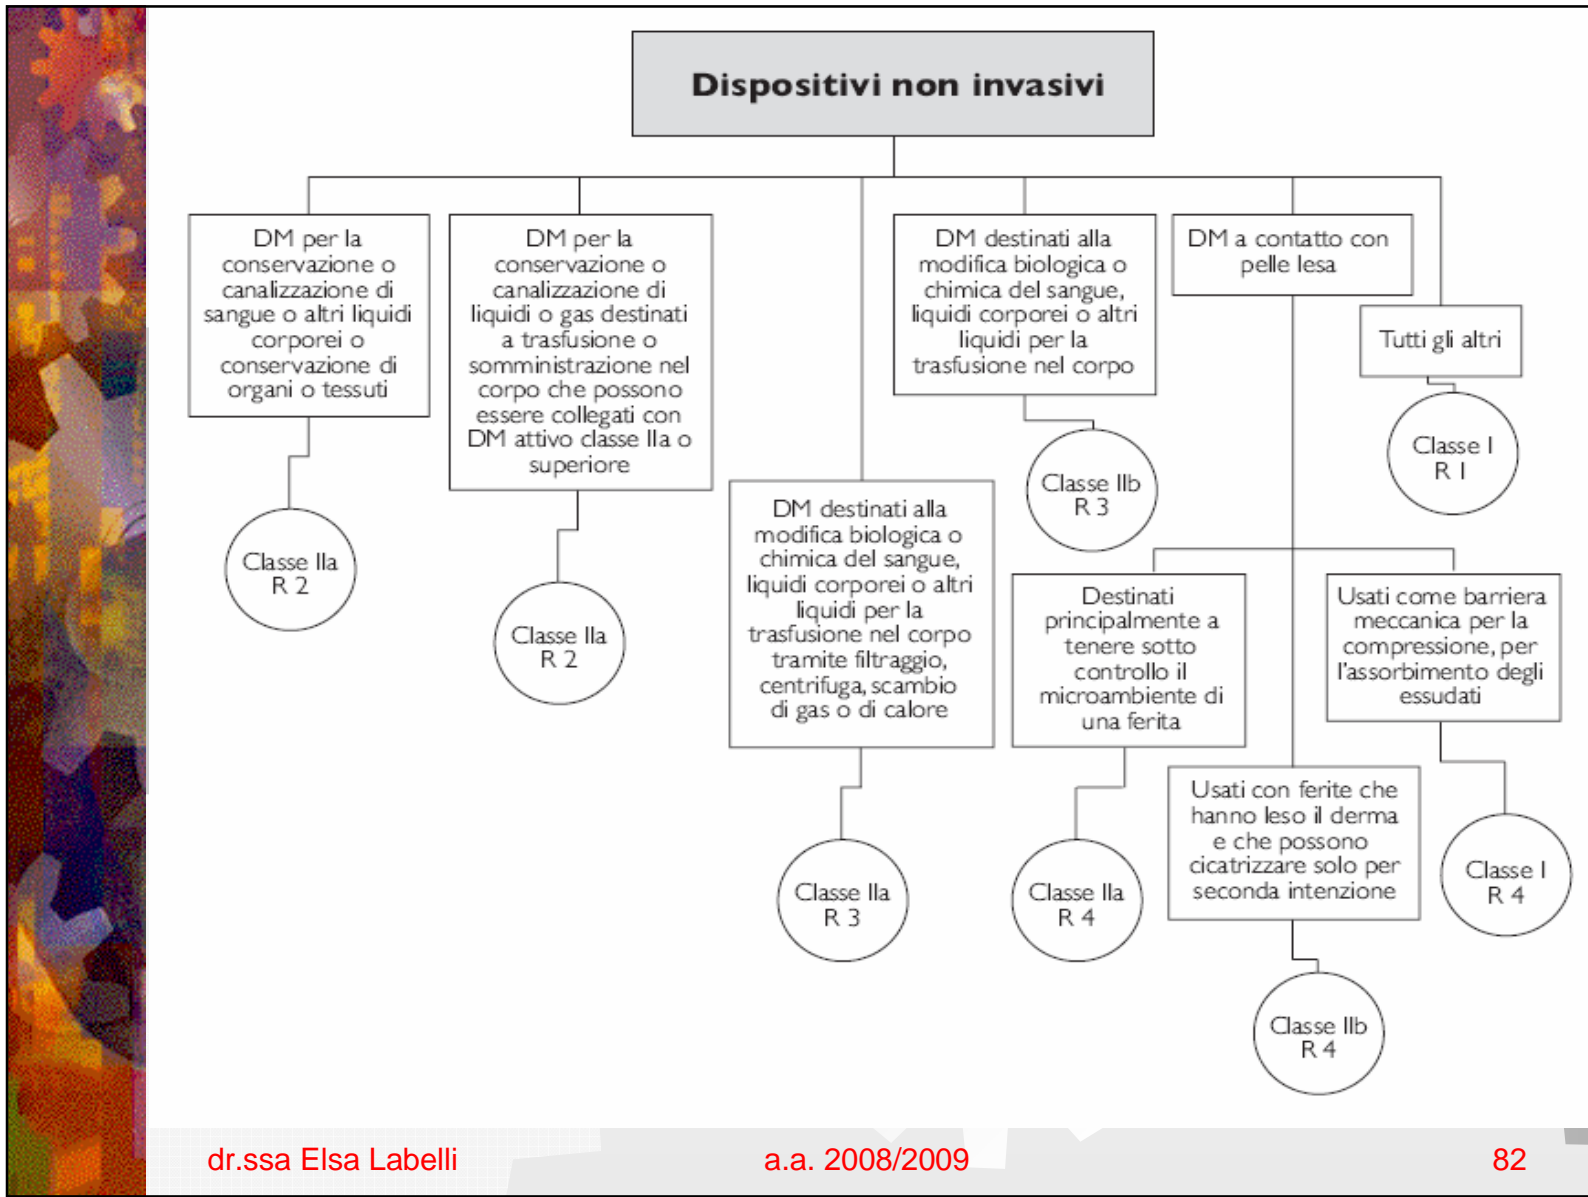 Dispositivi non invasivi
DM per la
conservazione o
canalizzazione di
sangue o altri liquidi
corporei o
conservazione di
organi o tessuti
Classe IIa
R 2
DM per la
conservazione o
canalizzazione di
liquidi o gas destinati
a trasfusione o
somministrazione nel
corpo che possono
essere collegati con
DM attivo classe IIa o
superiore
Classe IIa
R 2
DM destinati alla
modifica biologica o
chimica del sangue,
liquidi corporei o altri
liquidi per la
trasfusione nel corpo
tramite filtraggio,
centrifuga, scambio
di gas o di calore
Classe IIa
R 3
DM destinati alla
modifica biologica o
chimica del sangue,
liquidi corporei o altri
liquidi per la
trasfusione nel corpo
Classe IIb
R 3
DM a contatto con
pelle lesa
Destinati
principalmente a
tenere sotto
controllo il
microambiente di
una ferita
Classe IIa
R 4
Usati con ferite che
hanno leso il derma
e che possono
cicatrizzare solo per
seconda intenzione
Classe IIb
R 4
Usati come barriera
meccanica per la
compressione, per
l'assorbimento degli
essudati
Classe I
R 4
Tutti gli altri
Classe I
R 1
dr.ssa Elsa Labelli
a.a. 2008/2009
82